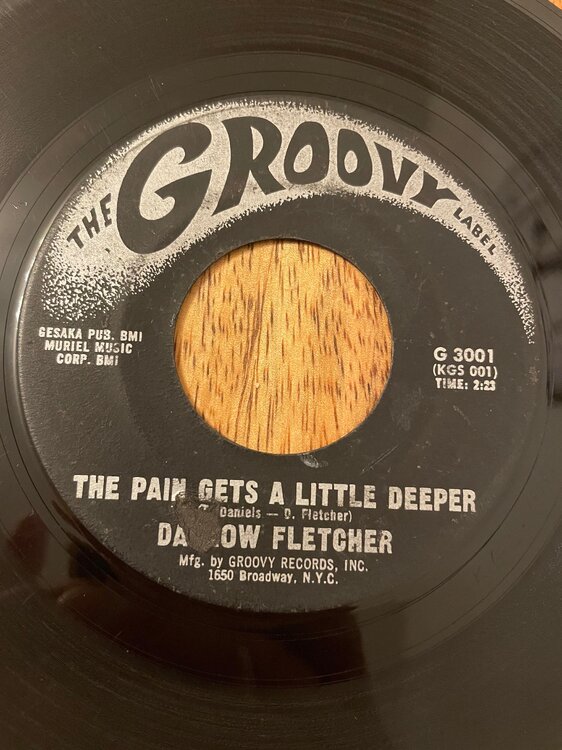 THE GROOVY LABEL
GESAKA PUB. BMI
MURIEL MUSIC
CORP. BMI
G 3001
(KGS 001)
TIME: 2:23
THE PAIN GETS A LITTLE DEEPER
Daniels — D. Fletcher)
FLETCHER
Mfg. by GROOVY RECORDS, INC.
1650 Broadway, N.Y.C.